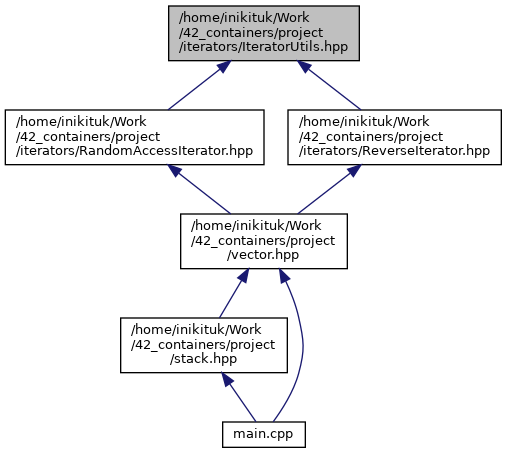 /home/inikituk/Work
/42_containers/project
/iterators/IteratorUtils.hpp
/home/inikituk/Work
/42_containers/project
/iterators/RandomAccessIterator.hpp
/home/inikituk/Work
/42_containers/project
/iterators/ReverseIterator.hpp
/home/inikituk/Work
/42_containers/project
/vector.hpp
/home/inikituk/Work
/42_containers/project
/stack.hpp
main.cpp